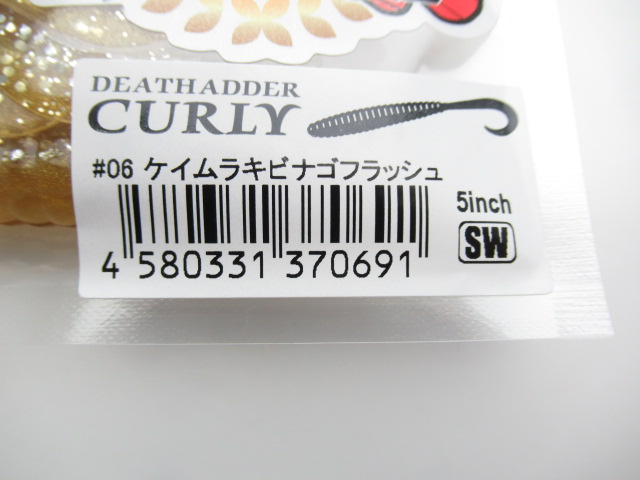 DEATHADDER
CURLY
#06 ケイムラキビナゴフラッシュ
5inch
SW
4 580331 370691